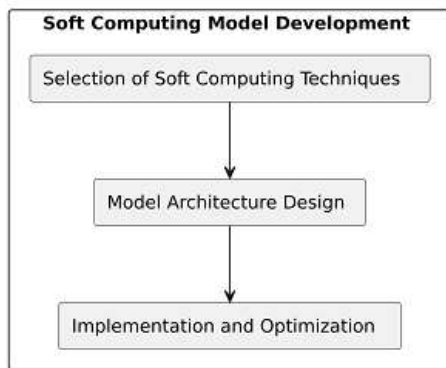 Soft Computing Model Development
Selection of Soft Computing Techniques
Model Architecture Design
Implementation and Optimization